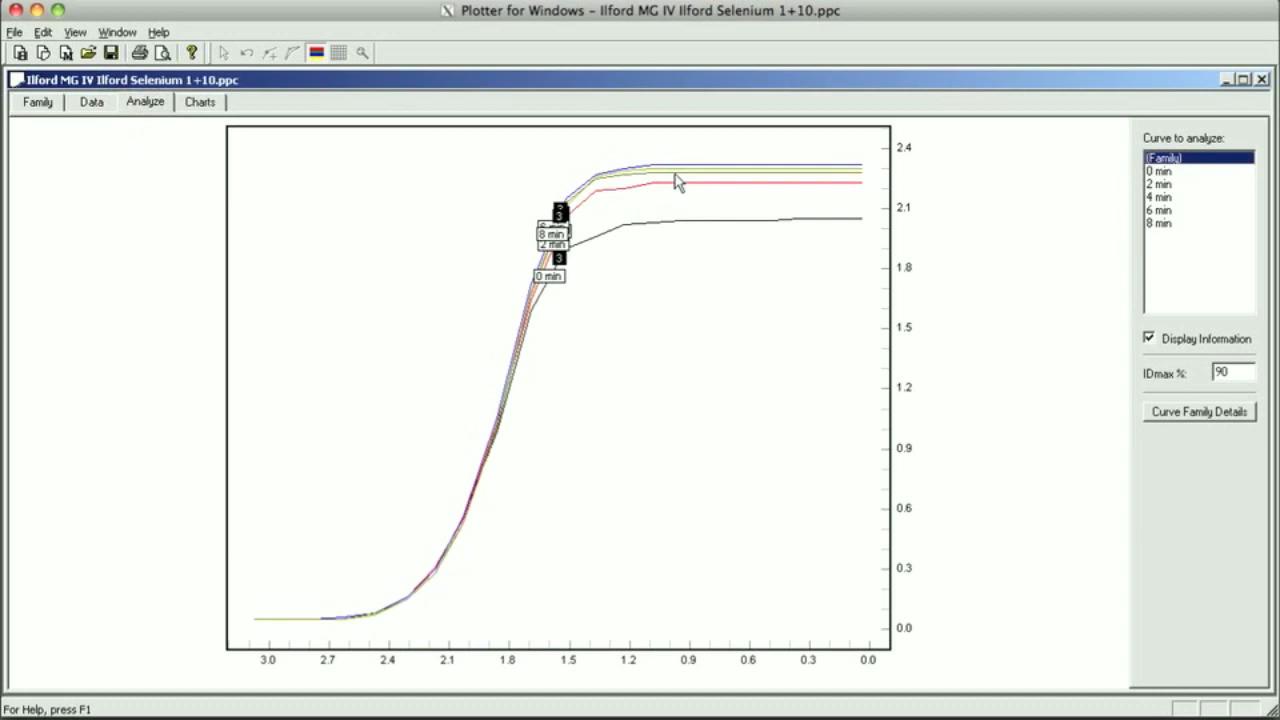 Plotter for Windows – Ilford MG IV Ilford Selenium 1+10.ppc
File Edit View Window Help
Ilford MG IV Ilford Selenium 1+10.ppc
Family Data Analyze Charts
Curve to analyze:
(Family)
0 min
2 min
4 min
6 min
8 min
Display Information
IDmax %: 90
Curve Family Details
2.4
2.1
1.8
1.5
1.2
0.9
0.6
0.3
0.0
3
8 min
2 min
3
0 min
3.0 2.7 2.4 2.1 1.8 1.5 1.2 0.9 0.6 0.3 0.0
For Help, press F1